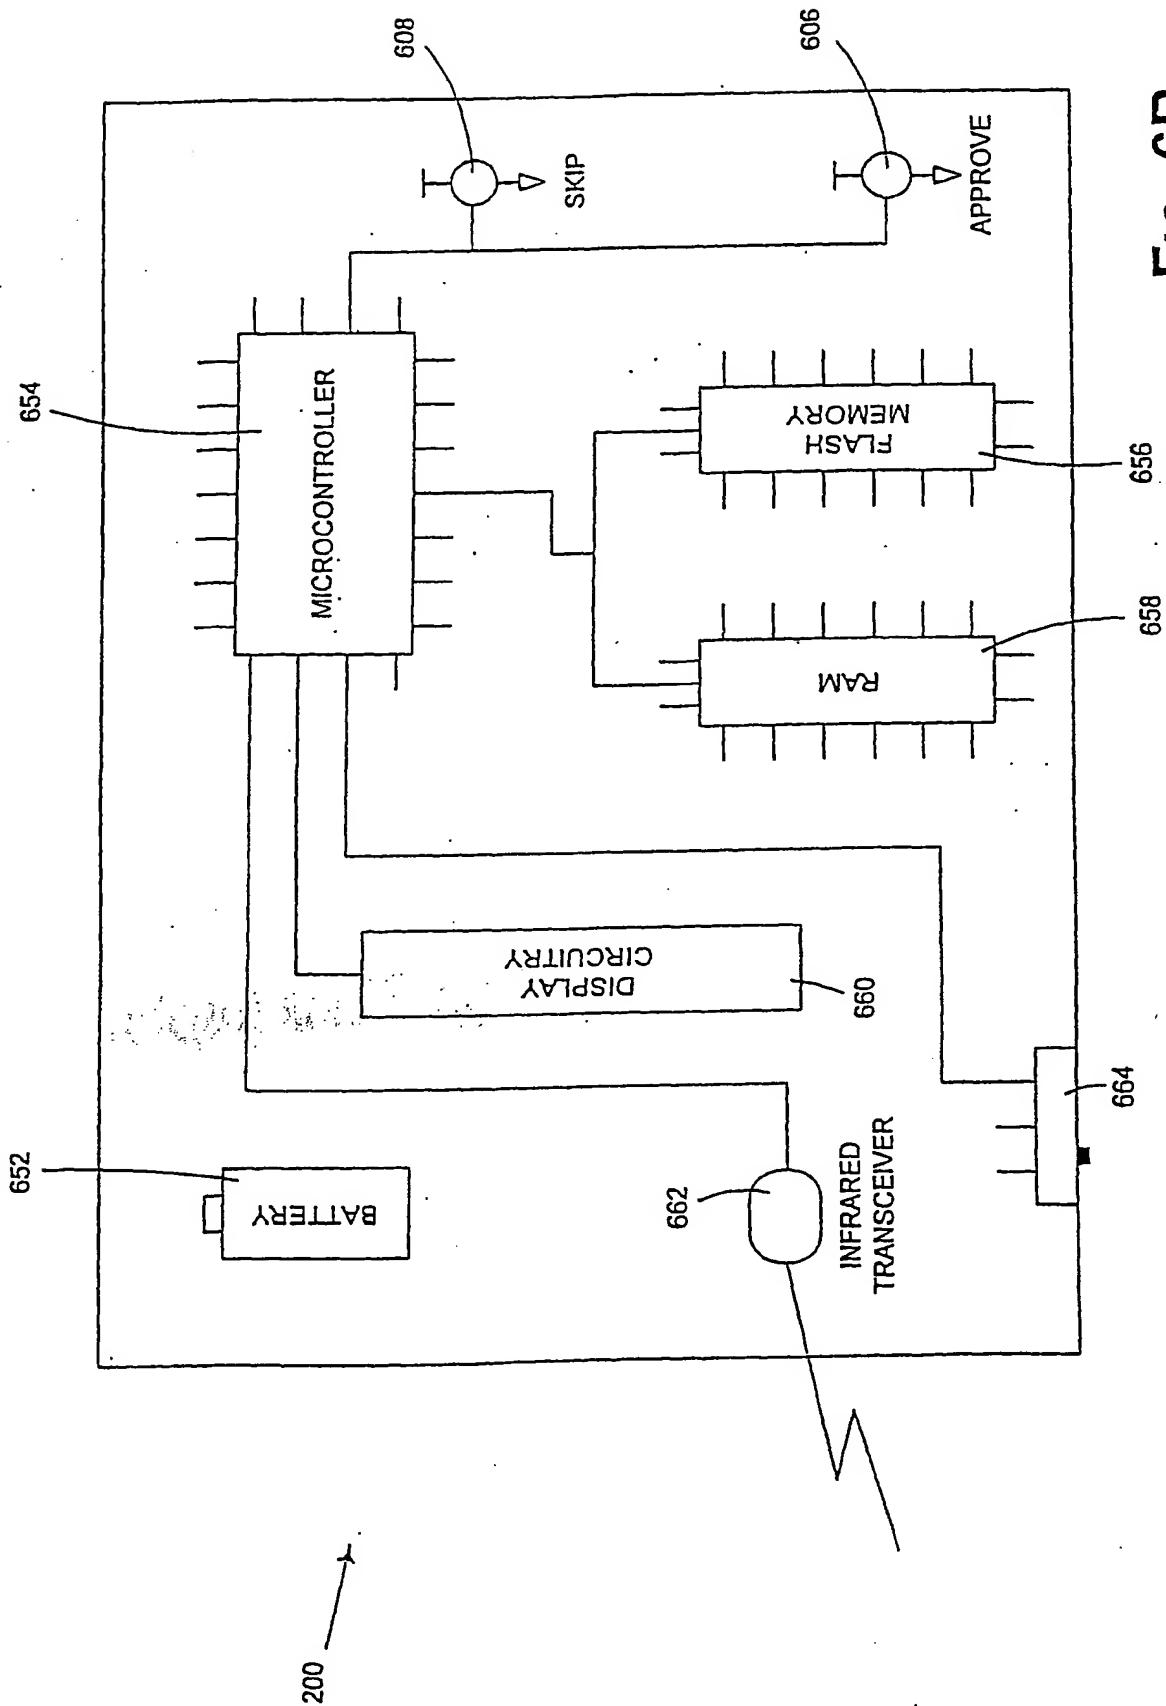 200
652
BATTERY
654
MICROCONTROLLER
608
SKIP
606
APPROVE
DISPLAY
CIRCUITRY
660
662
INFRARED
TRANSCEIVER
664
RAM
658
FLASH
MEMORY
656